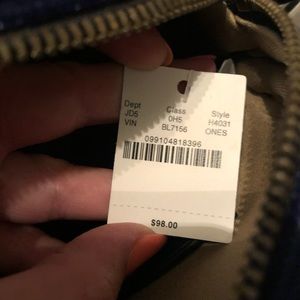 Dept Class Style
JD5 0H5 H4031
VIN BL7156 ONES
099104818396
$98.00